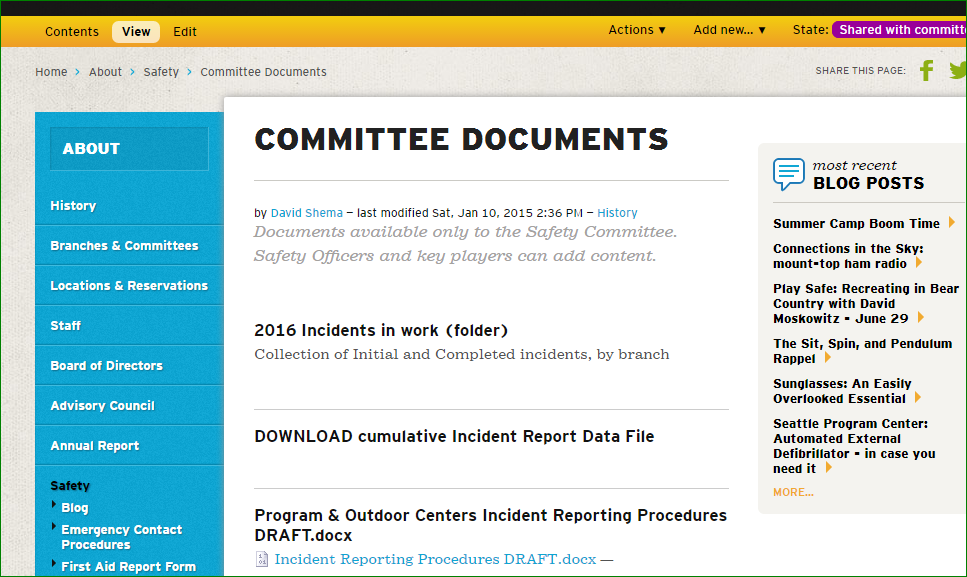 Contents View Edit Actions ▼ Add new... ▼ State: Shared with committ
Home › About › Safety › Committee Documents SHARE THIS PAGE:
ABOUT
History
Branches & Committees
Locations & Reservations
Staff
Board of Directors
Advisory Council
Annual Report
Safety
Blog
Emergency Contact
Procedures
First Aid Report Form
COMMITTEE DOCUMENTS
by David Shema – last modified Sat, Jan 10, 2015 2:36 PM – History
Documents available only to the Safety Committee.
Safety Officers and key players can add content.
2016 Incidents in work (folder)
Collection of Initial and Completed incidents, by branch
DOWNLOAD cumulative Incident Report Data File
Program & Outdoor Centers Incident Reporting Procedures
DRAFT.docx
Incident Reporting Procedures DRAFT.docx —
most recent
BLOG POSTS
Summer Camp Boom Time
Connections in the Sky:
mount-top ham radio
Play Safe: Recreating in Bear
Country with David
Moskowitz - June 29
The Sit, Spin, and Pendulum
Rappel
Sunglasses: An Easily
Overlooked Essential
Seattle Program Center:
Automated External
Defibrillator - in case you
need it
MORE...